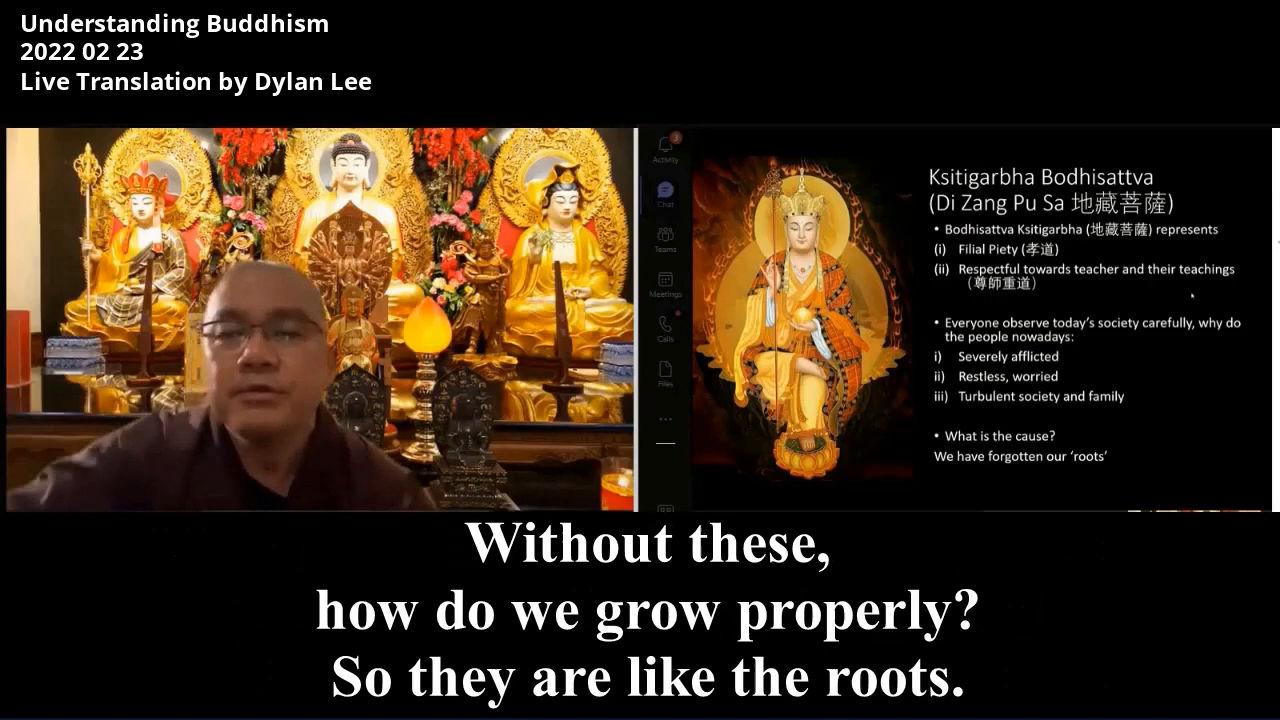 Understanding Buddhism
2022 02 23
Live Translation by Dylan Lee
3
Activity
Chat
Teams
Meetings
Calls
Files
Ksitigarbha Bodhisattva
(Di Zang Pu Sa 地藏菩薩)
• Bodhisattva Ksitigarbha (地藏菩薩) represents
(i) Filial Piety (孝道)
(ii) Respectful towards teacher and their teachings
（尊師重道）
• Everyone observe today’s society carefully, why do
the people nowadays:
i) Severely afflicted
ii) Restless, worried
iii) Turbulent society and family
• What is the cause?
We have forgotten our ‘roots’
Without these,
how do we grow properly?
So they are like the roots.